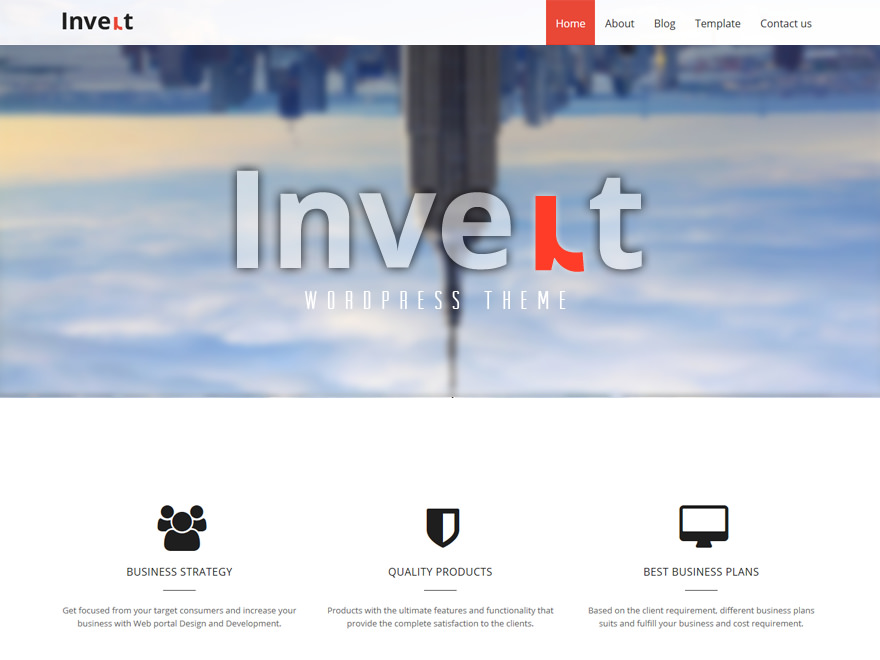 Invert
Home About Blog Template Contact us
Invert
WORDPRESS THEME
BUSINESS STRATEGY
QUALITY PRODUCTS
BEST BUSINESS PLANS
Get focused from your target consumers and increase your
business with Web portal Design and Development.
Products with the ultimate features and functionality that
provide the complete satisfaction to the clients.
Based on the client requirement, different business plans
suits and fulfill your business and cost requirement.